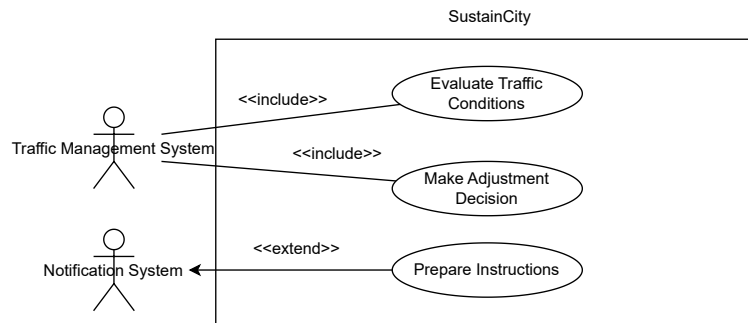 SustainCity
Evaluate Traffic
Conditions
<<include>>
Traffic Management System
<<include>>
Make Adjustment
Decision
<<extend>>
Notification System
Prepare Instructions